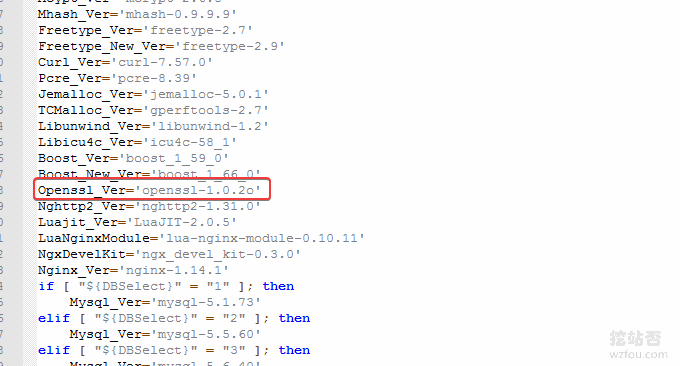 Mhash_Ver='mhash-0.9.9.9'
Freetype_Ver='freetype-2.7'
Freetype_New_Ver='freetype-2.9'
Curl_Ver='curl-7.57.0'
Pcre_Ver='pcre-8.39'
Jemalloc_Ver='jemalloc-5.0.1'
TCMalloc_Ver='gperftools-2.7'
Libunwind_Ver='libunwind-1.2'
Libicu4c_Ver='icu4c-58_1'
Boost_Ver='boost_1_59_0'
Boost_New_Ver='boost_1_66_0'
Openssl_Ver='openssl-1.0.2o'
Nghttp2_Ver='nghttp2-1.31.0'
Luajit_Ver='LuaJIT-2.0.5'
LuaNginxModule='lua-nginx-module-0.10.11'
NgxDevelKit='ngx_devel_kit-0.3.0'
Nginx_Ver='nginx-1.14.1'
if [ "${DBSelect}" = "1" ]; then
Mysql_Ver='mysql-5.1.73'
elif [ "${DBSelect}" = "2" ]; then
Mysql_Ver='mysql-5.5.60'
elif [ "${DBSelect}" = "3" ]; then
Mysql_Ver='mysql-5.6.40'
挖站否
wzfou.com